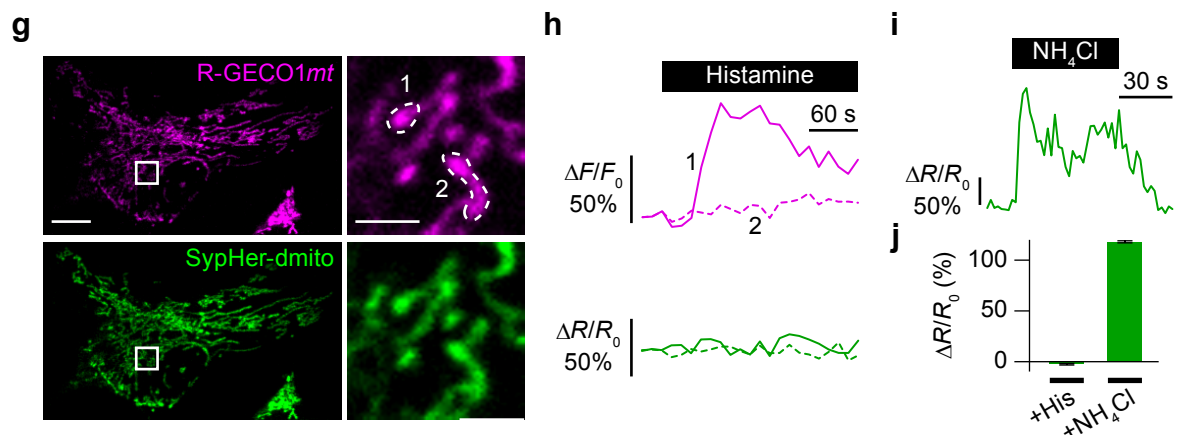 g
R-GECO1mt
1
2
SypHer-dmito
h
Histamine
60 s
1
ΔF/F₀
50%
2
ΔR/R₀
50%
i
NH₄Cl
30 s
ΔR/R₀
50%
j
ΔR/R₀ (%)
100
50
0
+His
+NH₄Cl